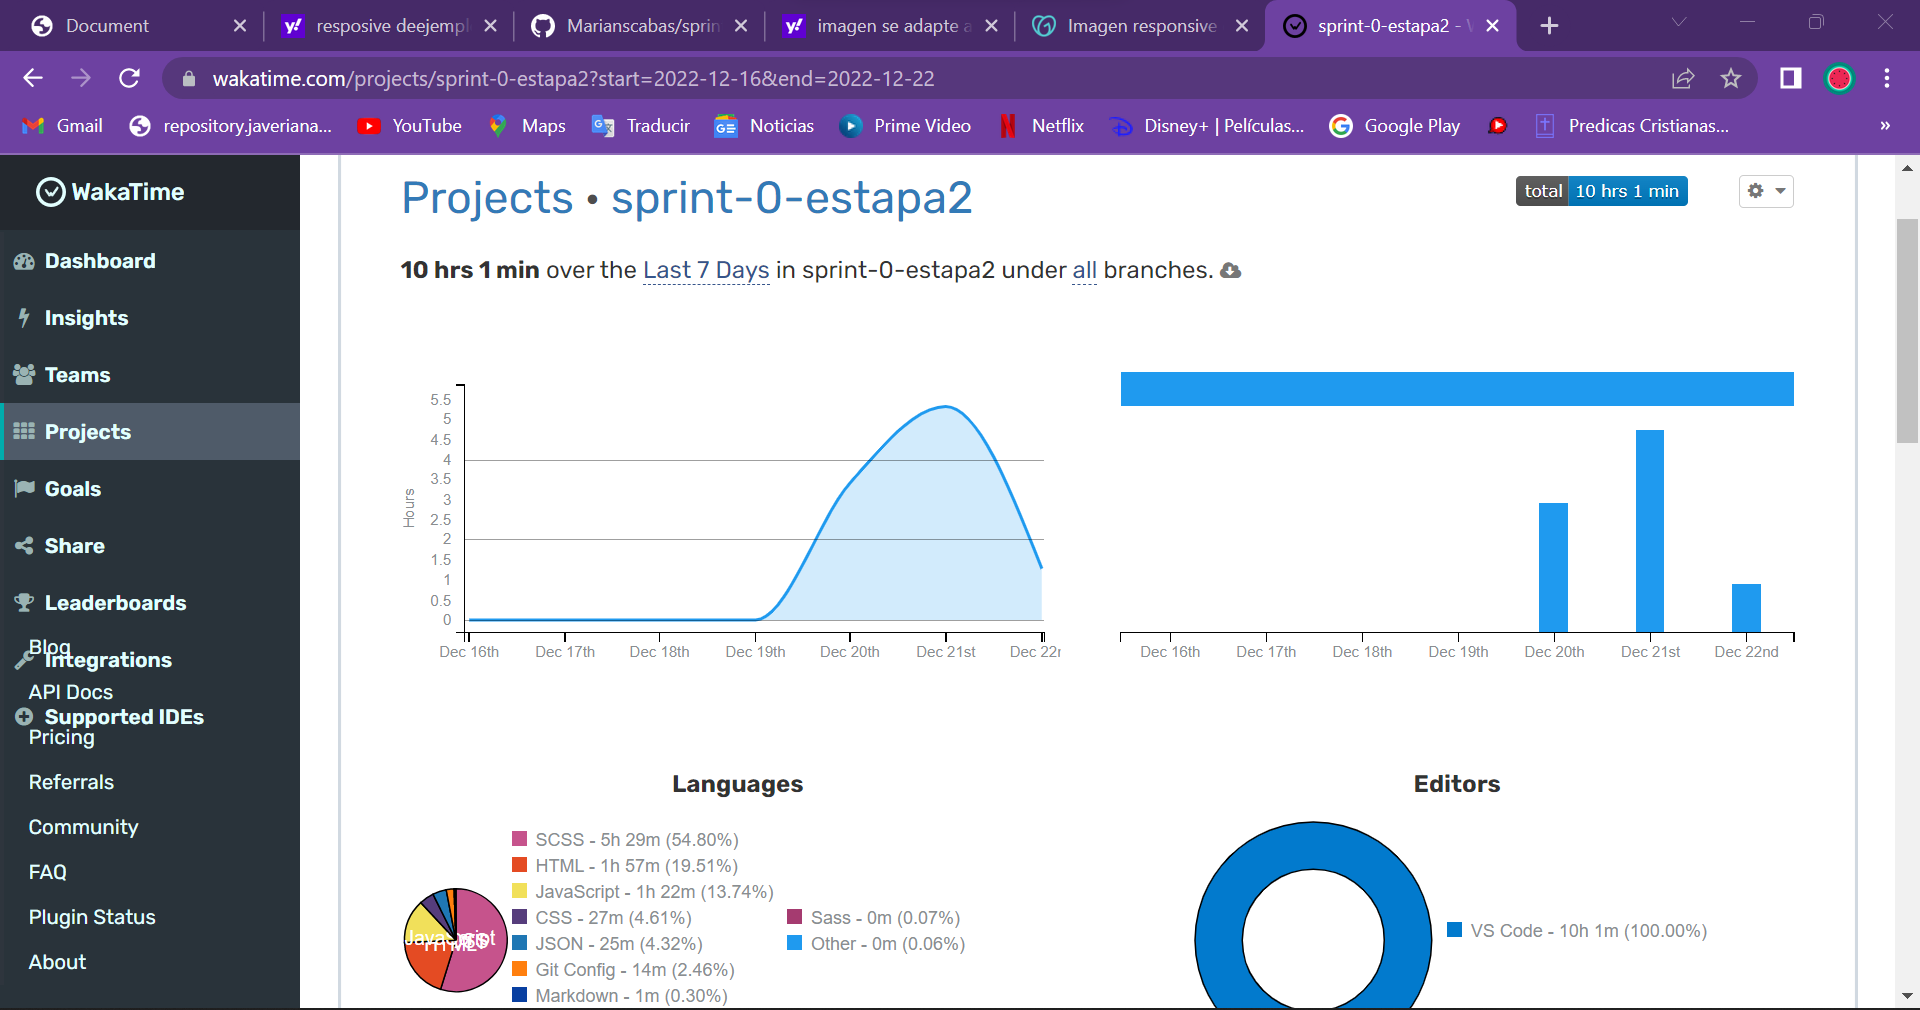 Document
resposive deejempl
Marianscabas/sprin
imagen se adapte a
Imagen responsive
sprint-0-estapa2 -
wakatime.com/projects/sprint-0-estapa2?start=2022-12-16&end=2022-12-22
Gmail
repository.javeriana...
YouTube
Maps
Traducir
Noticias
Prime Video
Netflix
Disney+ | Películas...
Google Play
Predicas Cristianas...
»
WakaTime
Dashboard
Insights
Teams
Projects
Goals
Share
Leaderboards
Blog
Integrations
API Docs
Supported IDEs
Pricing
Referrals
Community
FAQ
Plugin Status
About
Projects • sprint-0-estapa2
total 10 hrs 1 min
10 hrs 1 min over the Last 7 Days in sprint-0-estapa2 under all branches.
Hours
5.5
5
4.5
4
3.5
3
2.5
2
1.5
1
0.5
0
Dec 16th Dec 17th Dec 18th Dec 19th Dec 20th Dec 21st Dec 22n
Dec 16th Dec 17th Dec 18th Dec 19th Dec 20th Dec 21st Dec 22nd
Languages
JavaScript
HTML
SCSS - 5h 29m (54.80%)
HTML - 1h 57m (19.51%)
JavaScript - 1h 22m (13.74%)
CSS - 27m (4.61%)
JSON - 25m (4.32%)
Git Config - 14m (2.46%)
Markdown - 1m (0.30%)
Sass - 0m (0.07%)
Other - 0m (0.06%)
Editors
VS Code - 10h 1m (100.00%)